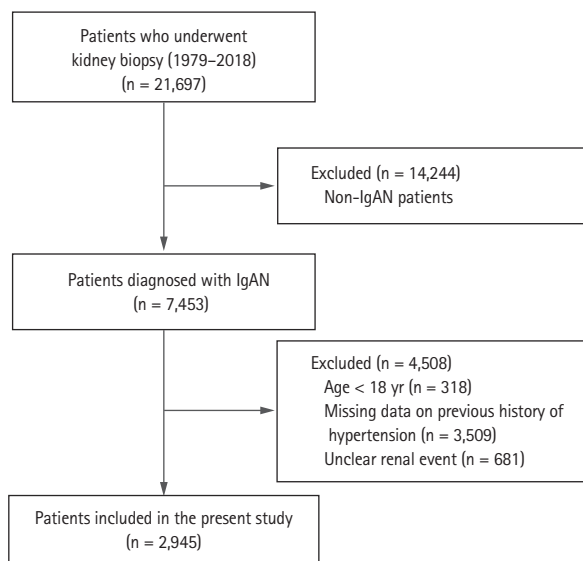 Patients who underwent
kidney biopsy (1979–2018)
(n = 21,697)
Excluded (n = 14,244)
Non-IgAN patients
Patients diagnosed with IgAN
(n = 7,453)
Excluded (n = 4,508)
Age < 18 yr (n = 318)
Missing data on previous history of
hypertension (n = 3,509)
Unclear renal event (n = 681)
Patients included in the present study
(n = 2,945)